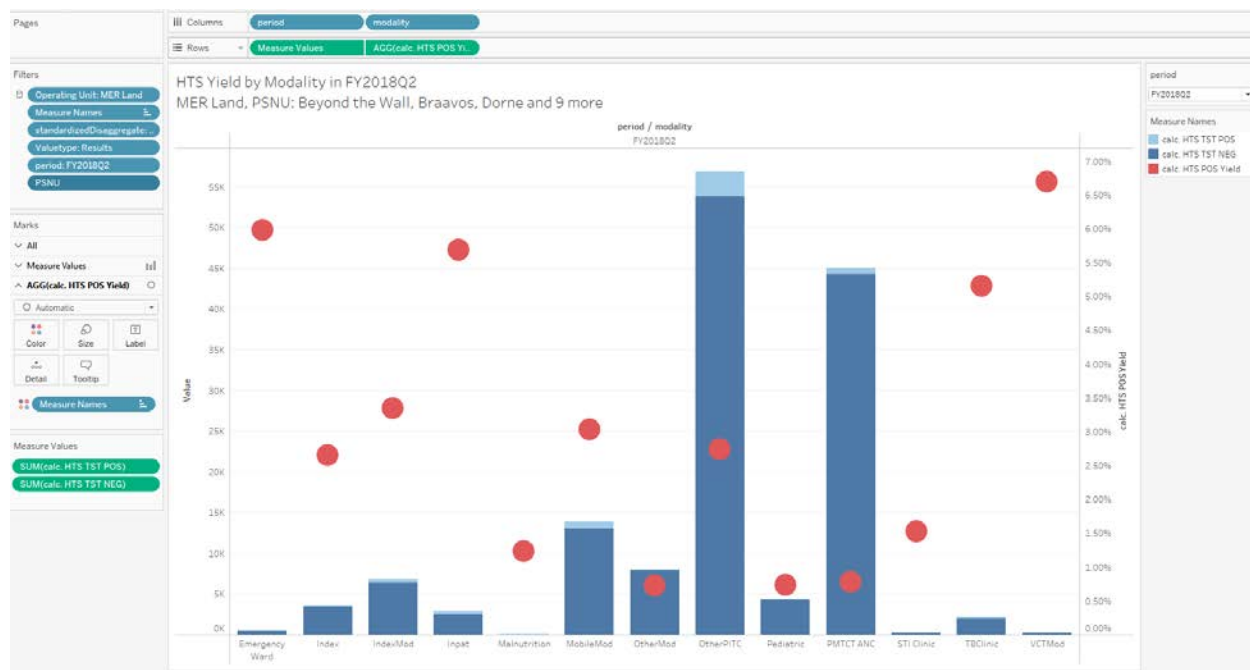 Pages
Columns
period
modality
Rows
Measure Values
AGG(calc. HTS POS Yi..
Filters
Operating Unit: MER Land
Measure Names
standardizedDisaggregate: ..
Valuetype: Results
period: FY2018Q2
PSNU
Marks
All
Measure Values
AGG(calc. HTS POS Yield)
Automatic
Color
Size
Label
Detail
Tooltip
Measure Names
Measure Values
SUM(calc. HTS TST POS)
SUM(calc. HTS TST NEG)
HTS Yield by Modality in FY2018Q2
MER Land, PSNU: Beyond the Wall, Braavos, Dorne and 9 more
period / modality
FY2018Q2
Value
55K
50K
45K
40K
35K
30K
25K
20K
15K
10K
5K
0K
Emergency
Ward
Index
IndexMod
Inpat
Malnutrition
MobileMod
OtherMod
OtherPITC
Pediatric
PMTCT ANC
STI Clinic
TBClinic
VCTMod
7.00%
6.50%
6.00%
5.50%
5.00%
4.50%
4.00%
3.50%
3.00%
2.50%
2.00%
1.50%
1.00%
0.50%
0.00%
calc. HTS POS Yield
period
FY2018Q2
Measure Names
calc. HTS TST POS
calc. HTS TST NEG
calc. HTS POS Yield